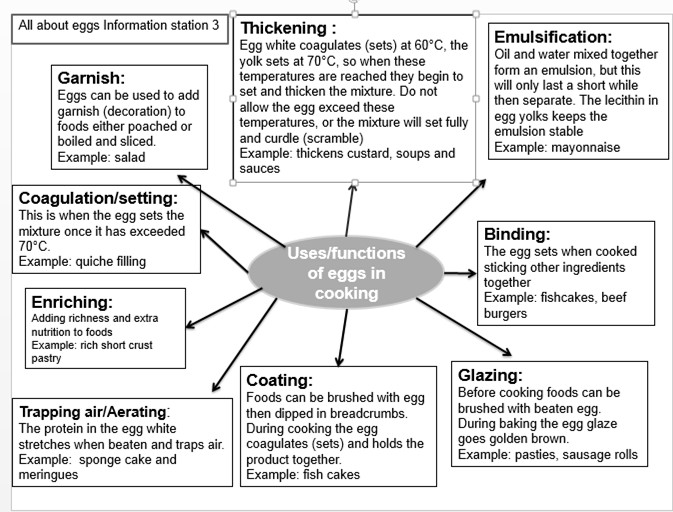 All about eggs Information station 3
Thickening :
Egg white coagulates (sets) at 60°C, the
yolk sets at 70°C, so when these
temperatures are reached they begin to
set and thicken the mixture. Do not
allow the egg exceed these
temperatures, or the mixture will set fully
and curdle (scramble)
Example: thickens custard, soups and
sauces
Emulsification:
Oil and water mixed together
form an emulsion, but this
will only last a short while
then separate. The lecithin in
egg yolks keeps the
emulsion stable
Example: mayonnaise
Garnish:
Eggs can be used to add
garnish (decoration) to
foods either poached or
boiled and sliced.
Example: salad
Coagulation/setting:
This is when the egg sets the
mixture once it has exceeded
70°C.
Example: quiche filling
Uses/functions
of eggs in
cooking
Binding:
The egg sets when cooked
sticking other ingredients
together
Example: fishcakes, beef
burgers
Enriching:
Adding richness and extra
nutrition to foods
Example: rich short crust
pastry
Trapping air/Aerating:
The protein in the egg white
stretches when beaten and traps air.
Example: sponge cake and
meringues
Coating:
Foods can be brushed with egg
then dipped in breadcrumbs.
During cooking the egg
coagulates (sets) and holds the
product together.
Example: fish cakes
Glazing:
Before cooking foods can be
brushed with beaten egg.
During baking the egg glaze
goes golden brown.
Example: pasties, sausage rolls